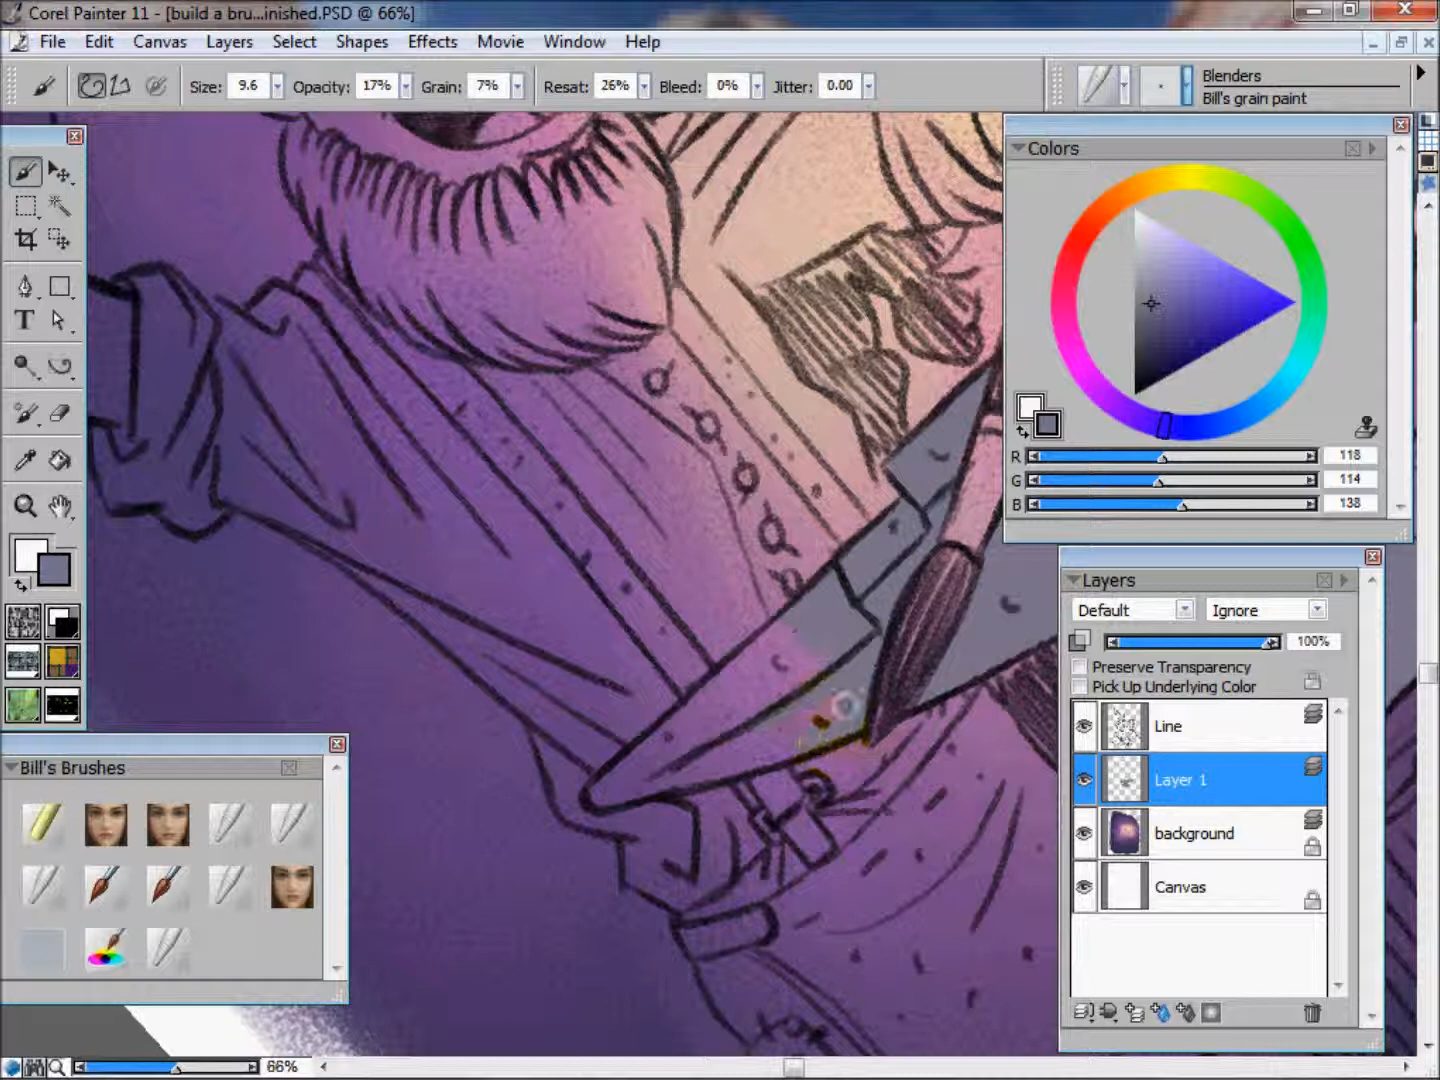 Corel Painter 11 - [build a bru...inished.PSD @ 66%]
File Edit Canvas Layers Select Shapes Effects Movie Window Help
Size: 9.6 Opacity: 17% Grain: 7% Resat: 26% Bleed: 0% Jitter: 0.00
Blenders
Bill's grain paint
Colors
R 118
G 114
B 138
T
Layers
Default Ignore
100%
Preserve Transparency
Pick Up Underlying Color
Line
Layer 1
background
Canvas
Bill's Brushes
66%